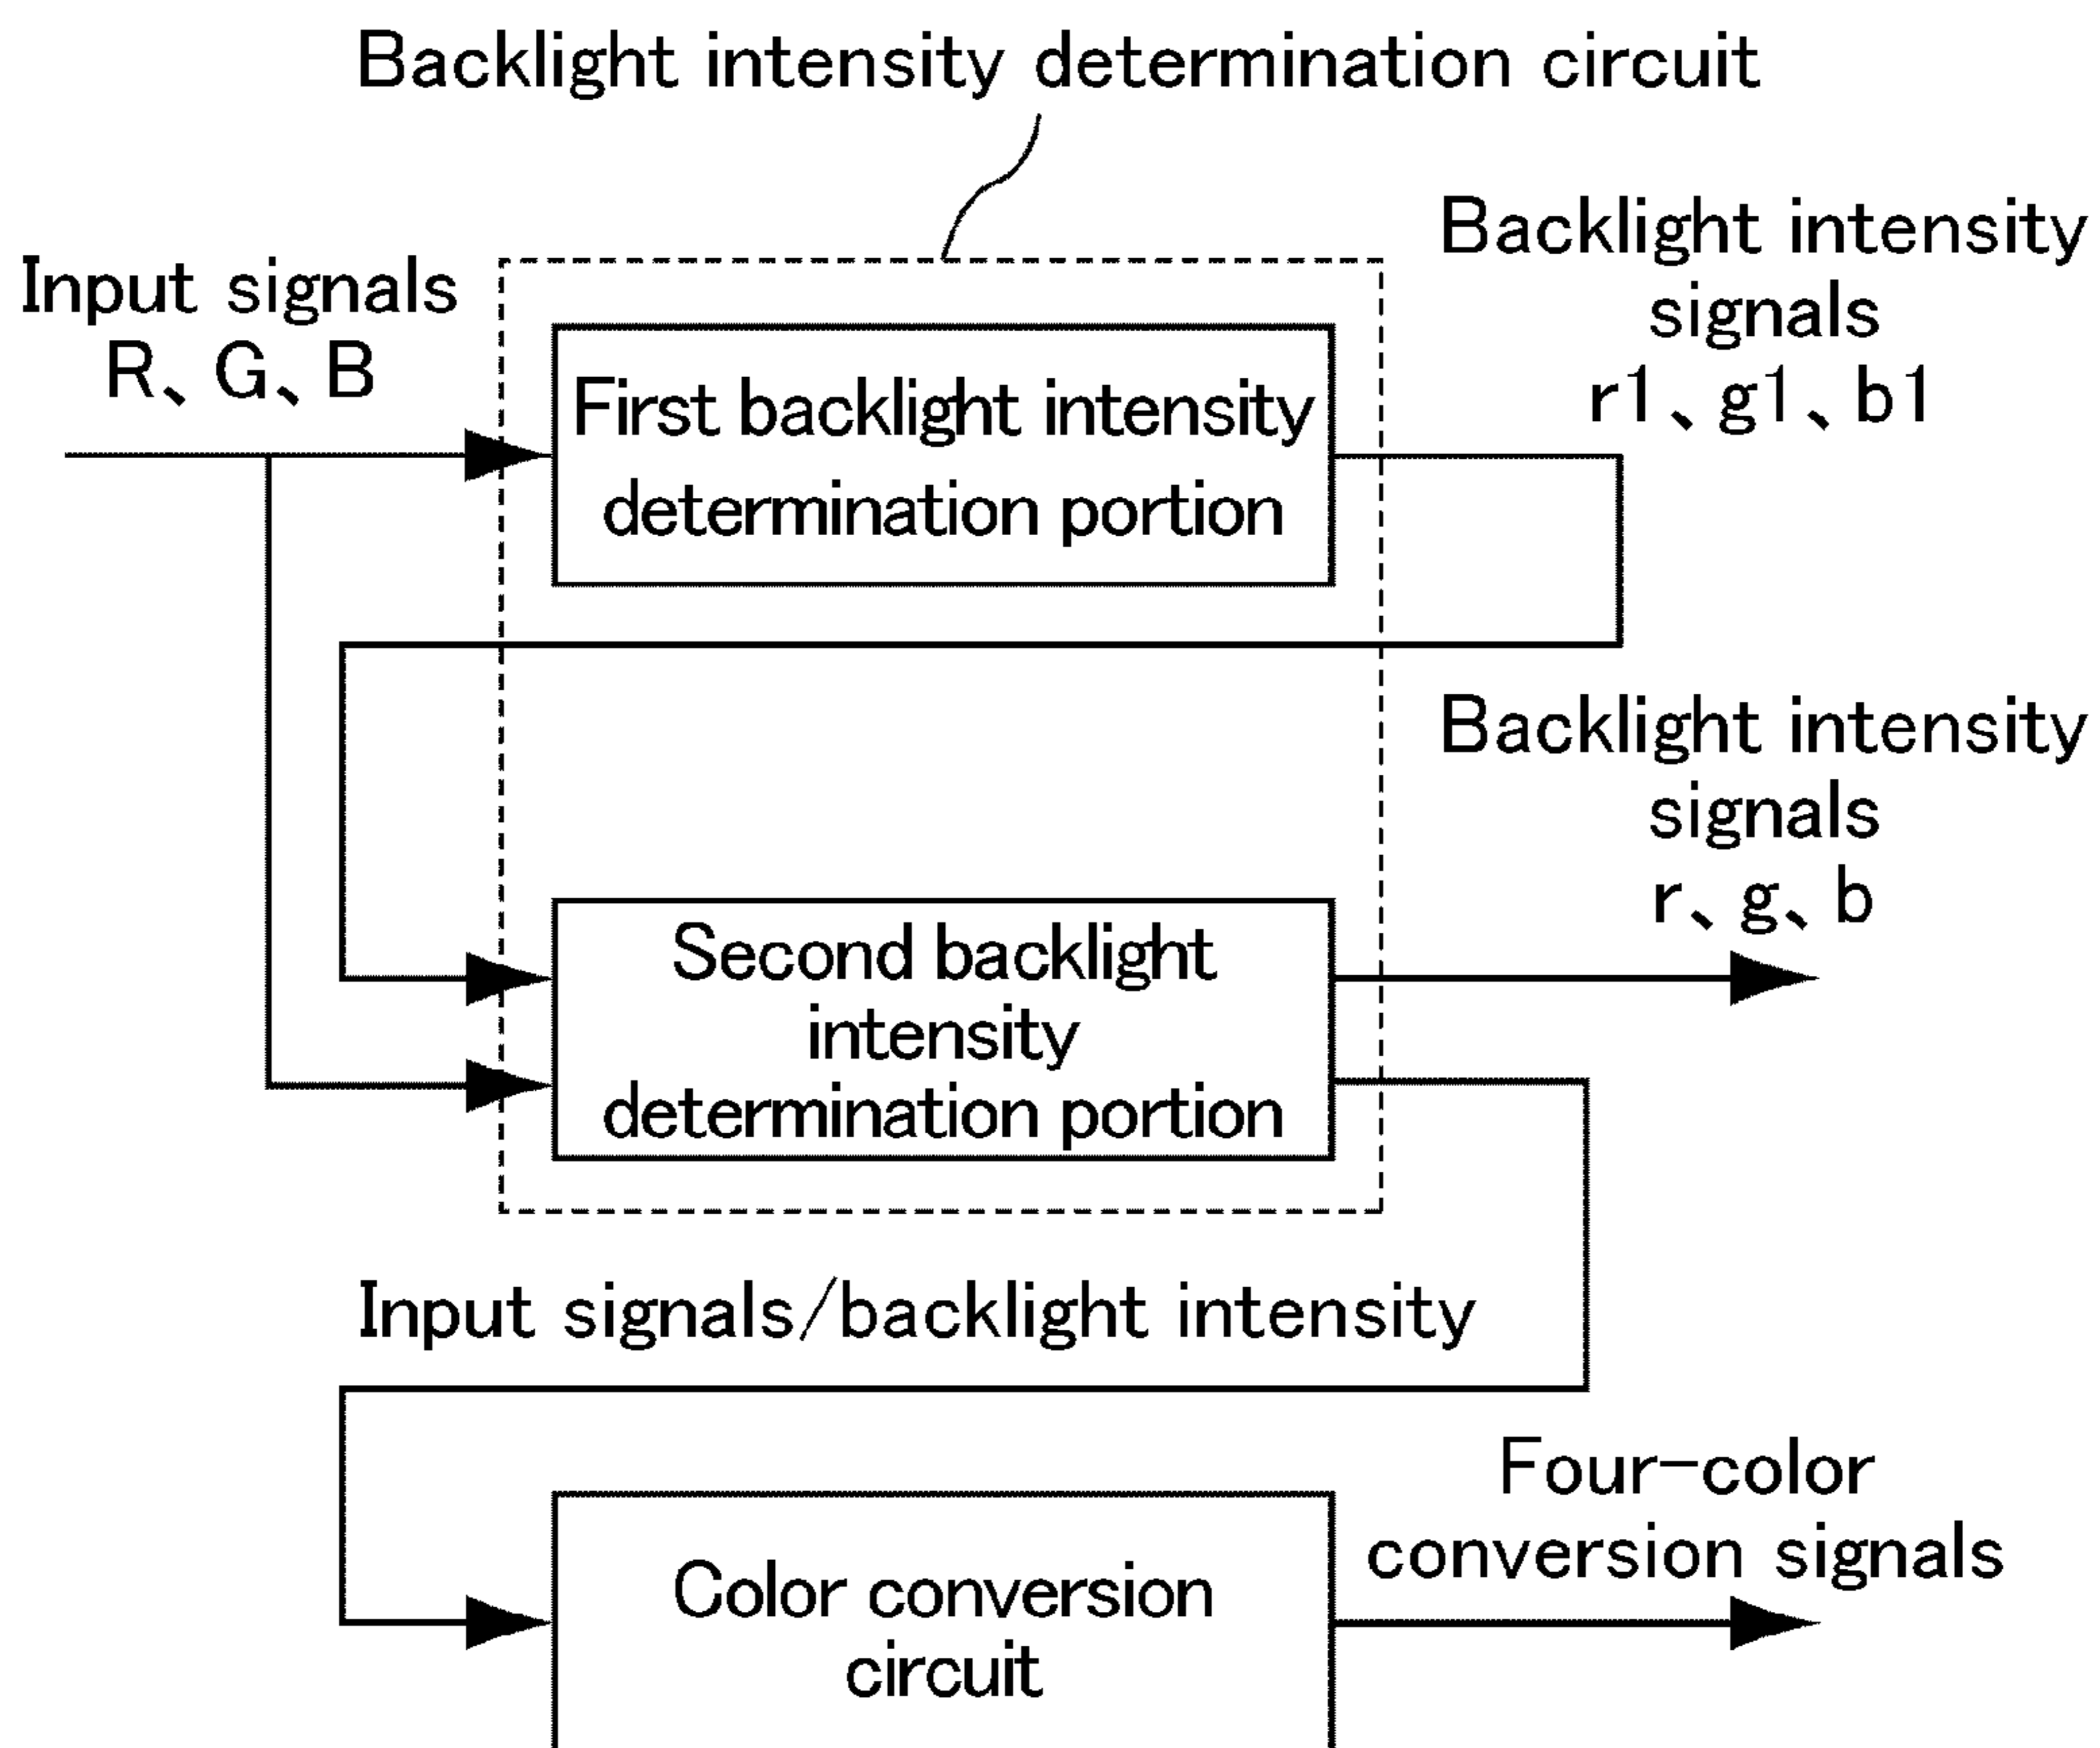 Backlight intensity determination circuit
Input signals
R、G、B
Backlight intensity
signals
r1、g1、b1
First backlight intensity
determination portion
Backlight intensity
signals
r、g、b
Second backlight
intensity
determination portion
Input signals/backlight intensity
Four-color
conversion signals
Color conversion
circuit